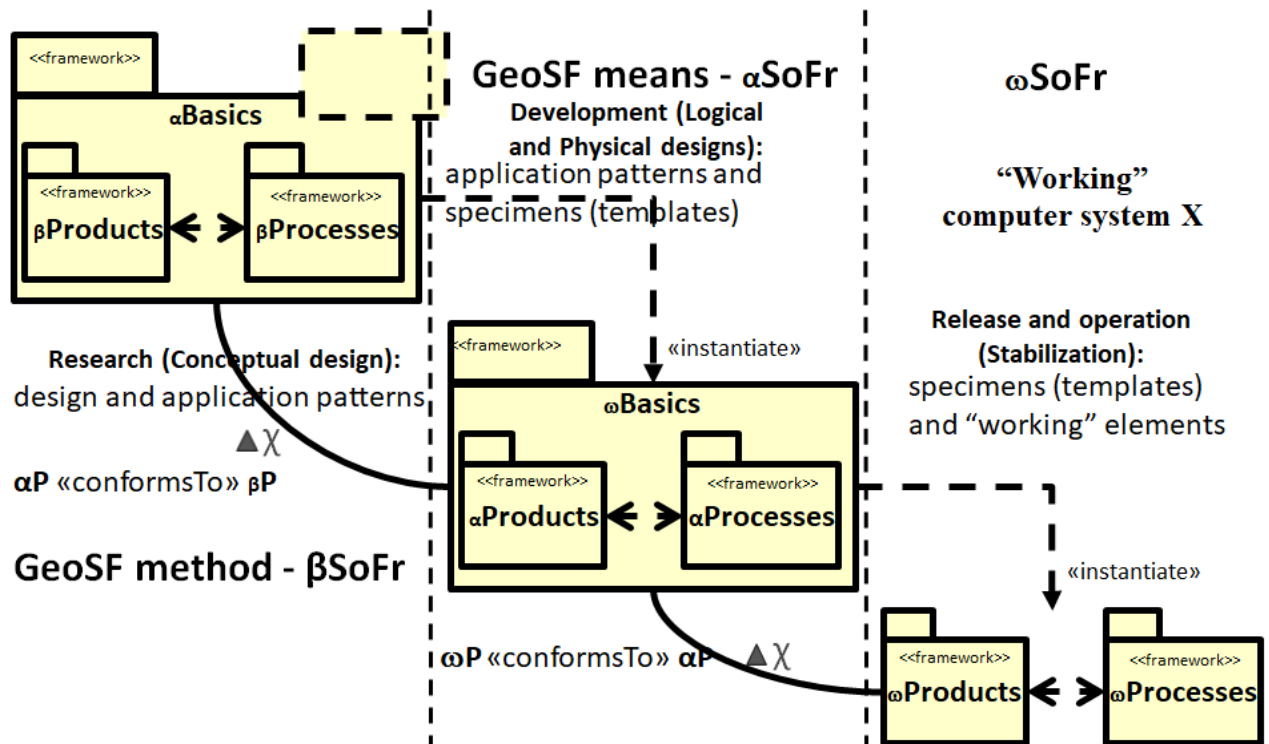 <<framework>>
αBasics
<<framework>>
βProducts
<<framework>>
βProcesses
Research (Conceptual design):
design and application patterns
▲χ
αP «conformsTo» βP
GeoSF method - βSoFr
GeoSF means - αSoFr
Development (Logical
and Physical designs):
application patterns and
specimens (templates)
«instantiate»
<<framework>>
ωBasics
<<framework>>
αProducts
<<framework>>
αProcesses
ωP «conformsTo» αP
▲χ
ωSoFr
“Working”
computer system X
Release and operation
(Stabilization):
specimens (templates)
and “working” elements
«instantiate»
<<framework>>
ωProducts
<<framework>>
ωProcesses